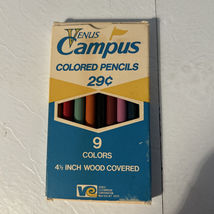 VENUS
Campus
COLORED PENCILS
29¢
9
COLORS
4½ INCH WOOD COVERED